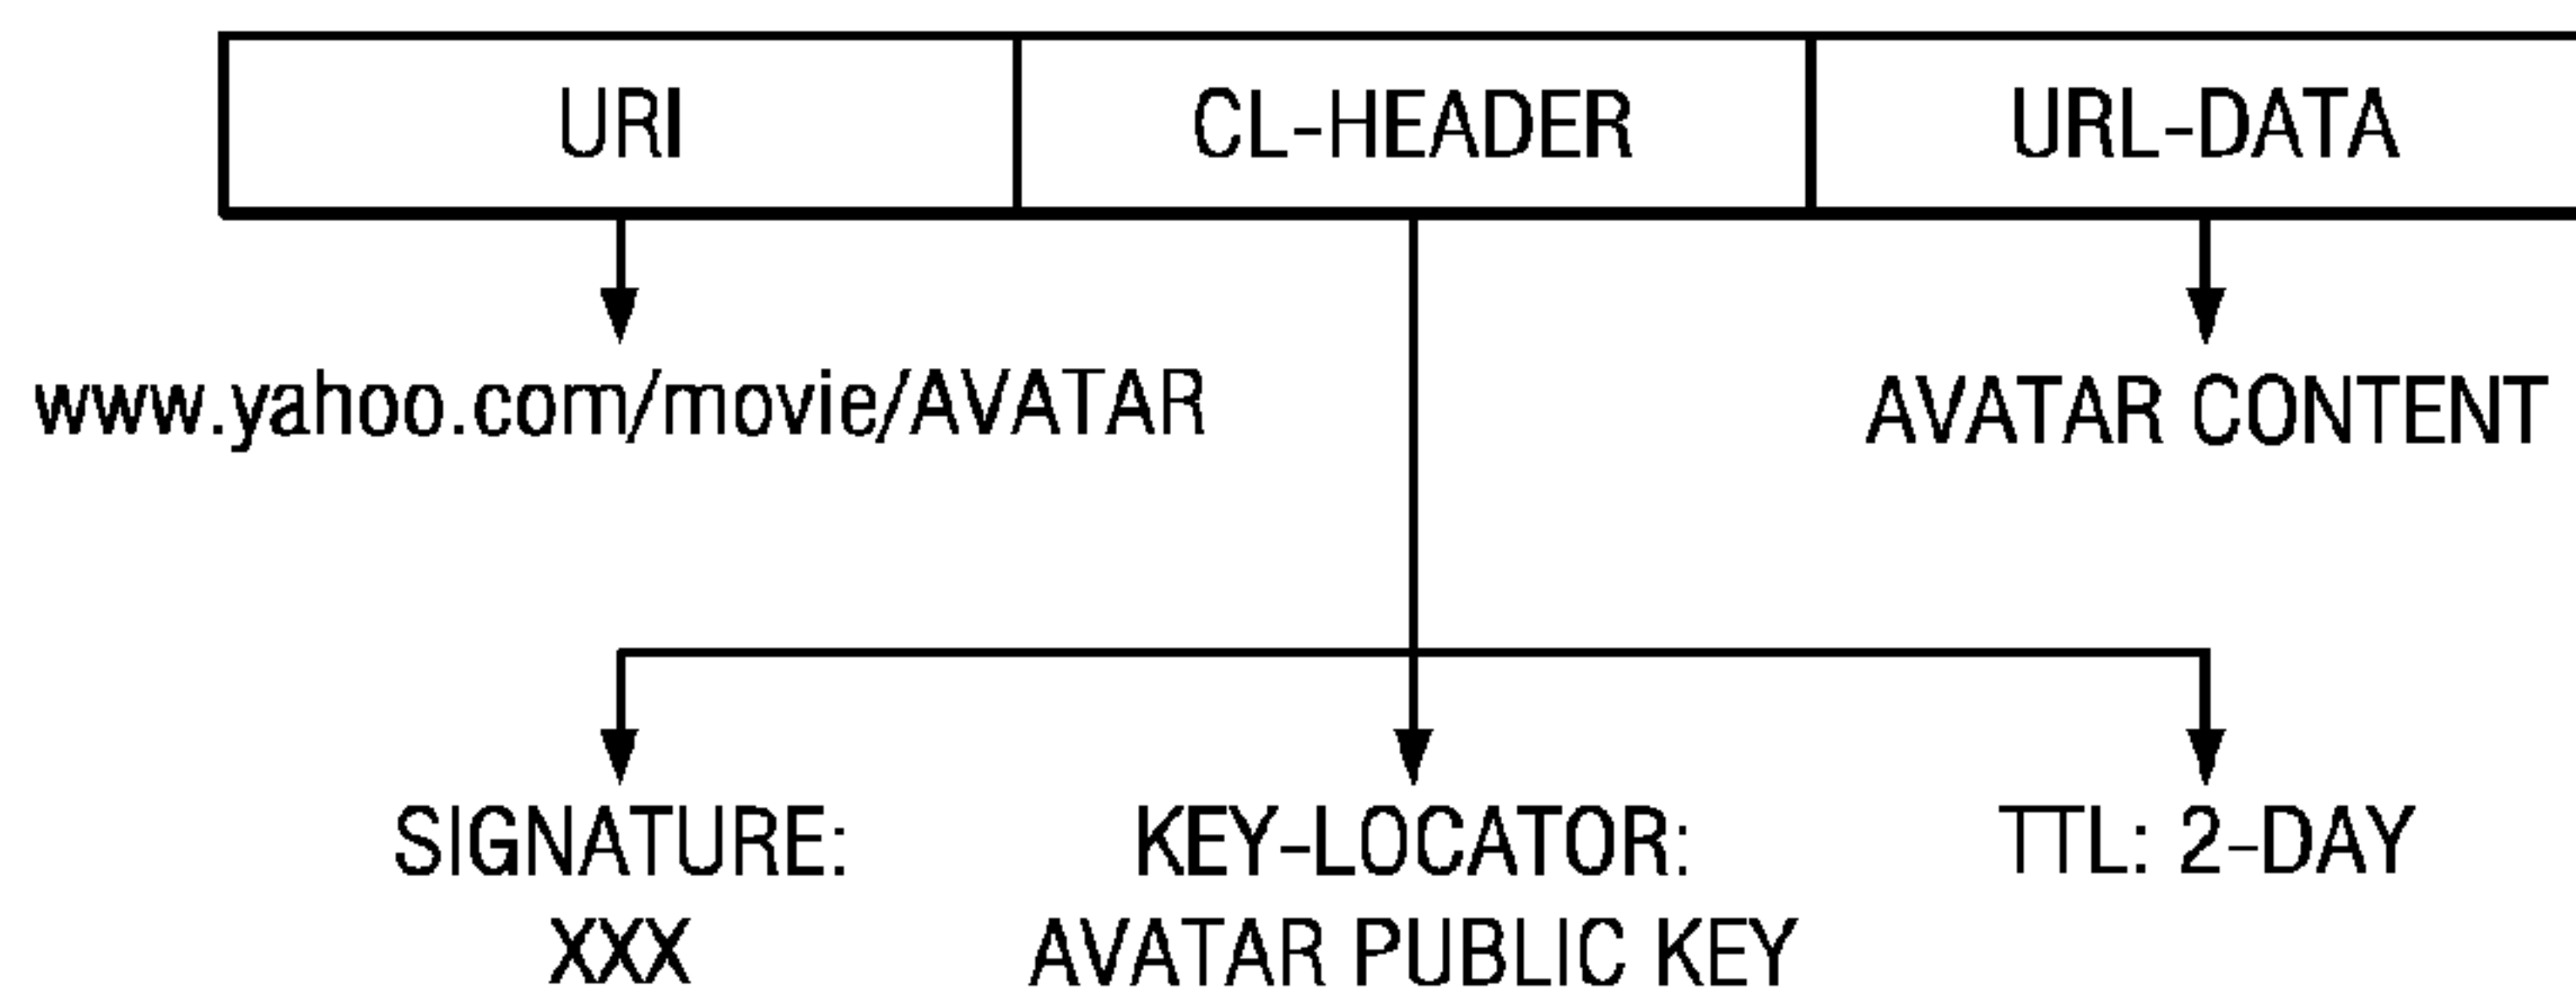 URI CL-HEADER URL-DATA
www.yahoo.com/movie/AVATAR AVATAR CONTENT
SIGNATURE: KEY-LOCATOR: TTL: 2-DAY
XXX AVATAR PUBLIC KEY